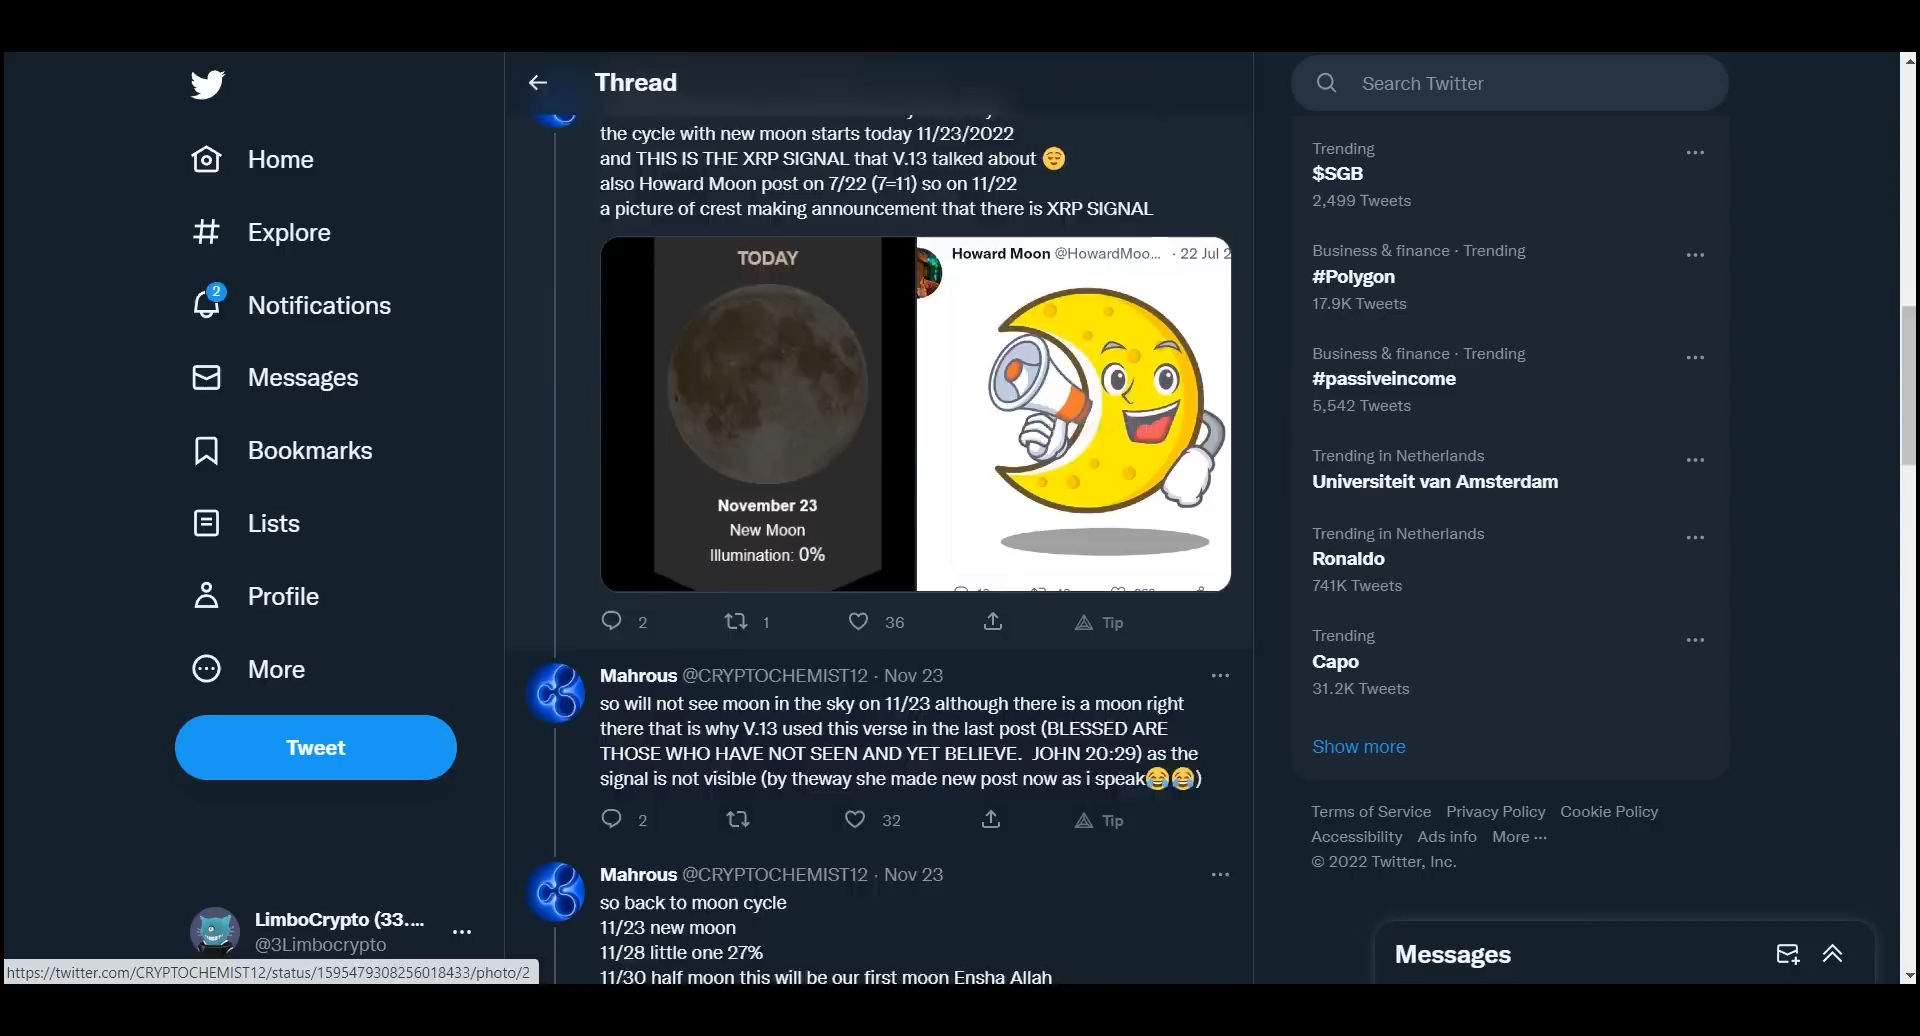 Home
Explore
2
Notifications
Messages
Bookmarks
Lists
Profile
More
Tweet
LimboCrypto (33....
@3Limbocrypto
https://twitter.com/CRYPTOCHEMIST12/status/1595479308256018433/photo/2
Thread
the cycle with new moon starts today 11/23/2022
and THIS IS THE XRP SIGNAL that V.13 talked about
also Howard Moon post on 7/22 (7=11) so on 11/22
a picture of crest making announcement that there is XRP SIGNAL
TODAY
November 23
New Moon
Illumination: 0%
Howard Moon @HowardMoo... · 22 Jul 2
2
1
36
Tip
Mahrous @CRYPTOCHEMIST12 · Nov 23
so will not see moon in the sky on 11/23 although there is a moon right
there that is why V.13 used this verse in the last post (BLESSED ARE
THOSE WHO HAVE NOT SEEN AND YET BELIEVE. JOHN 20:29) as the
signal is not visible (by theway she made new post now as i speak😂😂)
2
32
Tip
Mahrous @CRYPTOCHEMIST12 · Nov 23
so back to moon cycle
11/23 new moon
11/28 little one 27%
11/30 half moon this will be our first moon Ensha Allah
Search Twitter
Trending
$SGB
2,499 Tweets
Business & finance · Trending
#Polygon
17.9K Tweets
Business & finance · Trending
#passiveincome
5,542 Tweets
Trending in Netherlands
Universiteit van Amsterdam
Trending in Netherlands
Ronaldo
741K Tweets
Trending
Capo
31.2K Tweets
Show more
Terms of Service Privacy Policy Cookie Policy
Accessibility Ads info More ...
© 2022 Twitter, Inc.
Messages